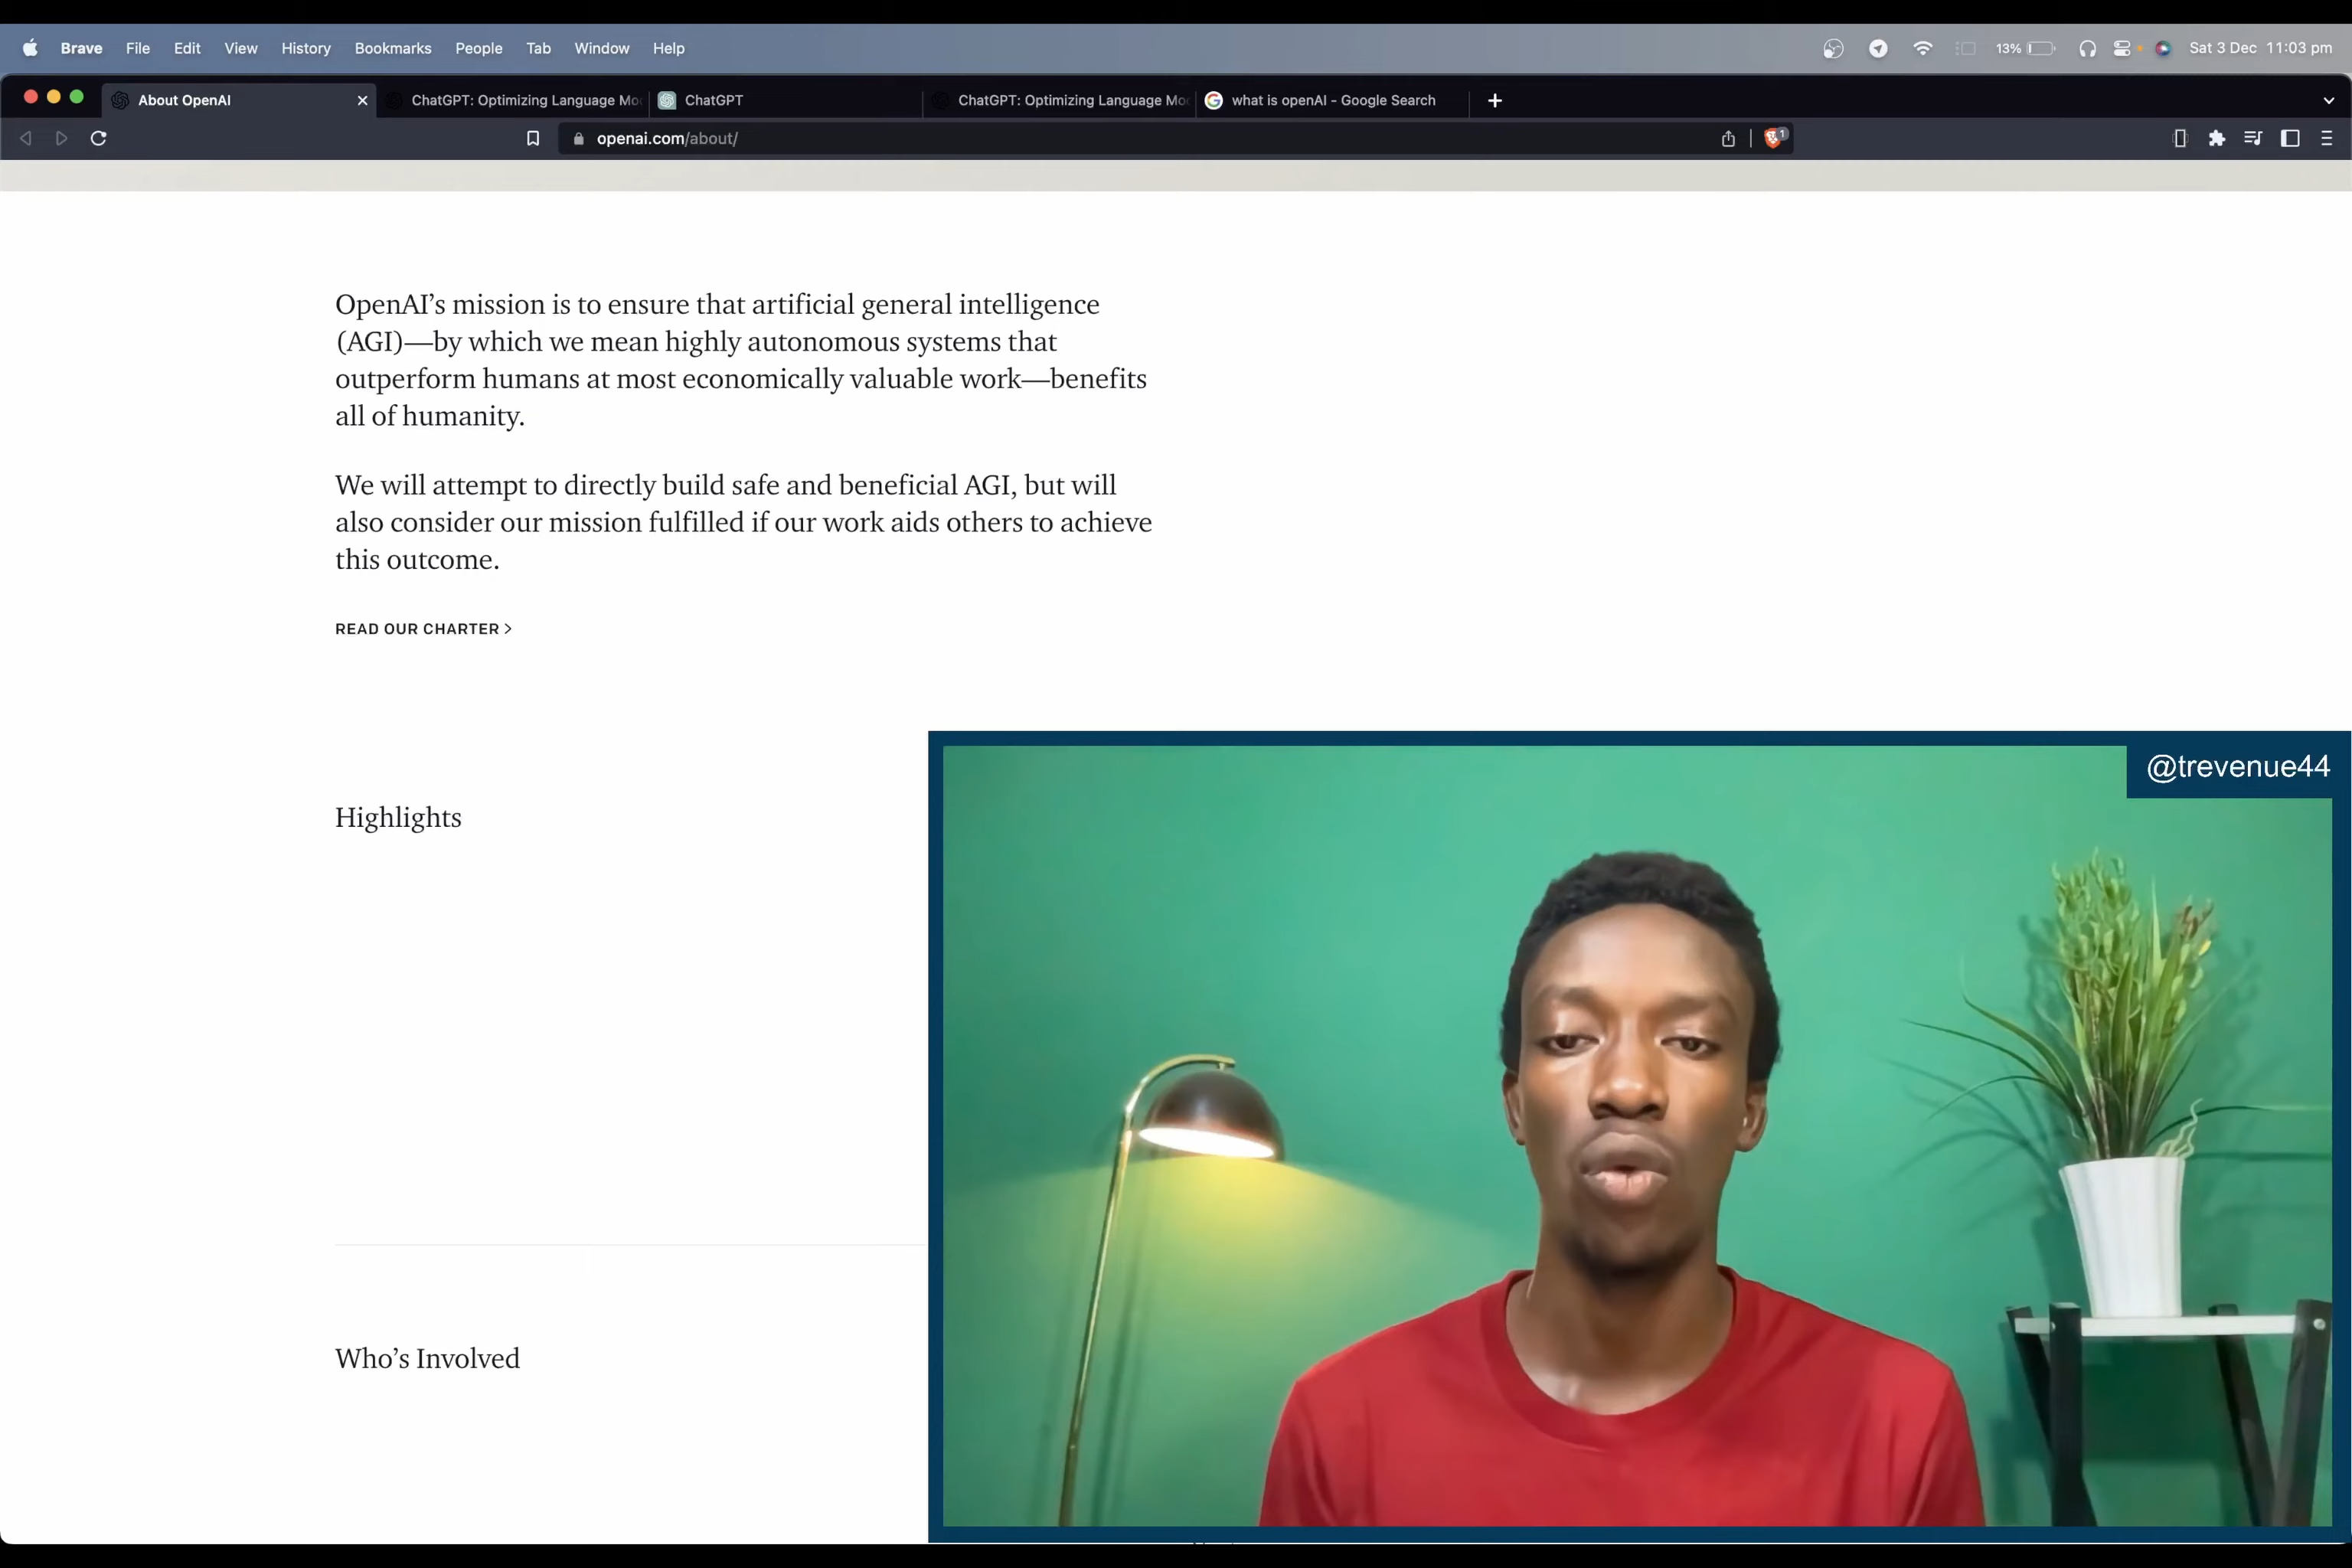 Brave File Edit View History Bookmarks People Tab Window Help 13% Sat 3 Dec 11:03 pm
About OpenAI ChatGPT: Optimizing Language Mo ChatGPT ChatGPT: Optimizing Language Mo what is openAI - Google Search
openai.com/about/ 1
OpenAI’s mission is to ensure that artificial general intelligence
(AGI)—by which we mean highly autonomous systems that
outperform humans at most economically valuable work—benefits
all of humanity.
We will attempt to directly build safe and beneficial AGI, but will
also consider our mission fulfilled if our work aids others to achieve
this outcome.
READ OUR CHARTER >
@trevenue44
Highlights
Who’s Involved